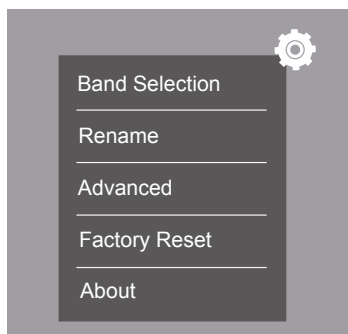 Band Selection
Rename
Advanced
Factory Reset
About